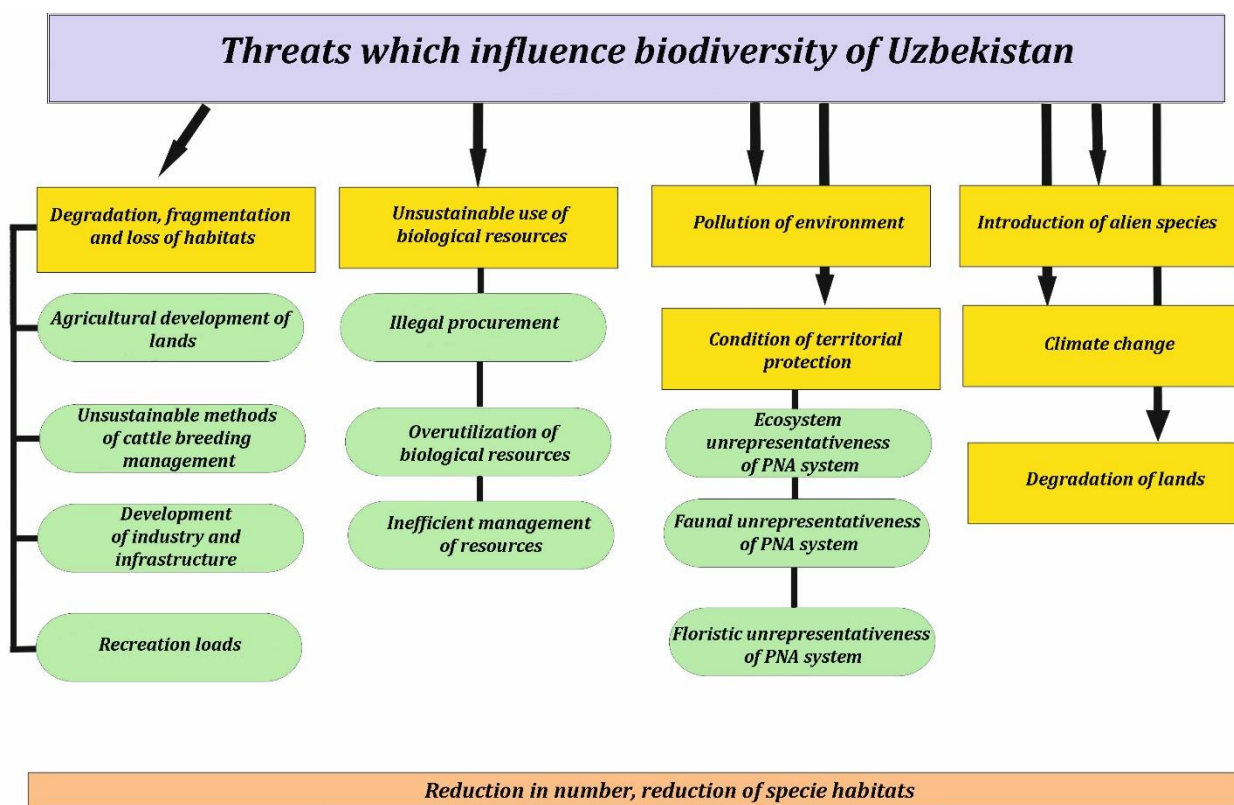 Threats which influence biodiversity of Uzbekistan
Degradation, fragmentation
and loss of habitats
Agricultural development of
lands
Unsustainable methods
of cattle breeding
management
Development
of industry and
infrastructure
Recreation loads
Unsustainable use of
biological resources
Illegal procurement
Overutilization of
biological resources
Inefficient management
of resources
Pollution of environment
Condition of territorial
protection
Ecosystem
unrepresentativeness
of PNA system
Faunal unrepresentativeness
of PNA system
Floristic unrepresentativeness
of PNA system
Introduction of alien species
Climate change
Degradation of lands
Reduction in number, reduction of specie habitats